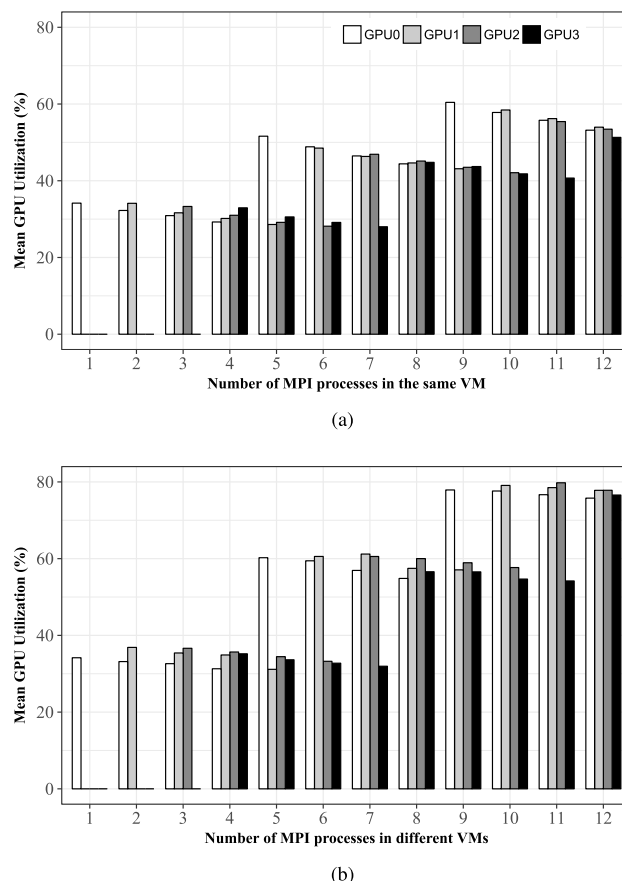 GPU0 GPU1 GPU2 GPU3
80
60
40
20
0
Mean GPU Utilization (%)
1 2 3 4 5 6 7 8 9 10 11 12
Number of MPI processes in the same VM
(a)
80
60
40
20
0
Mean GPU Utilization (%)
1 2 3 4 5 6 7 8 9 10 11 12
Number of MPI processes in different VMs
(b)